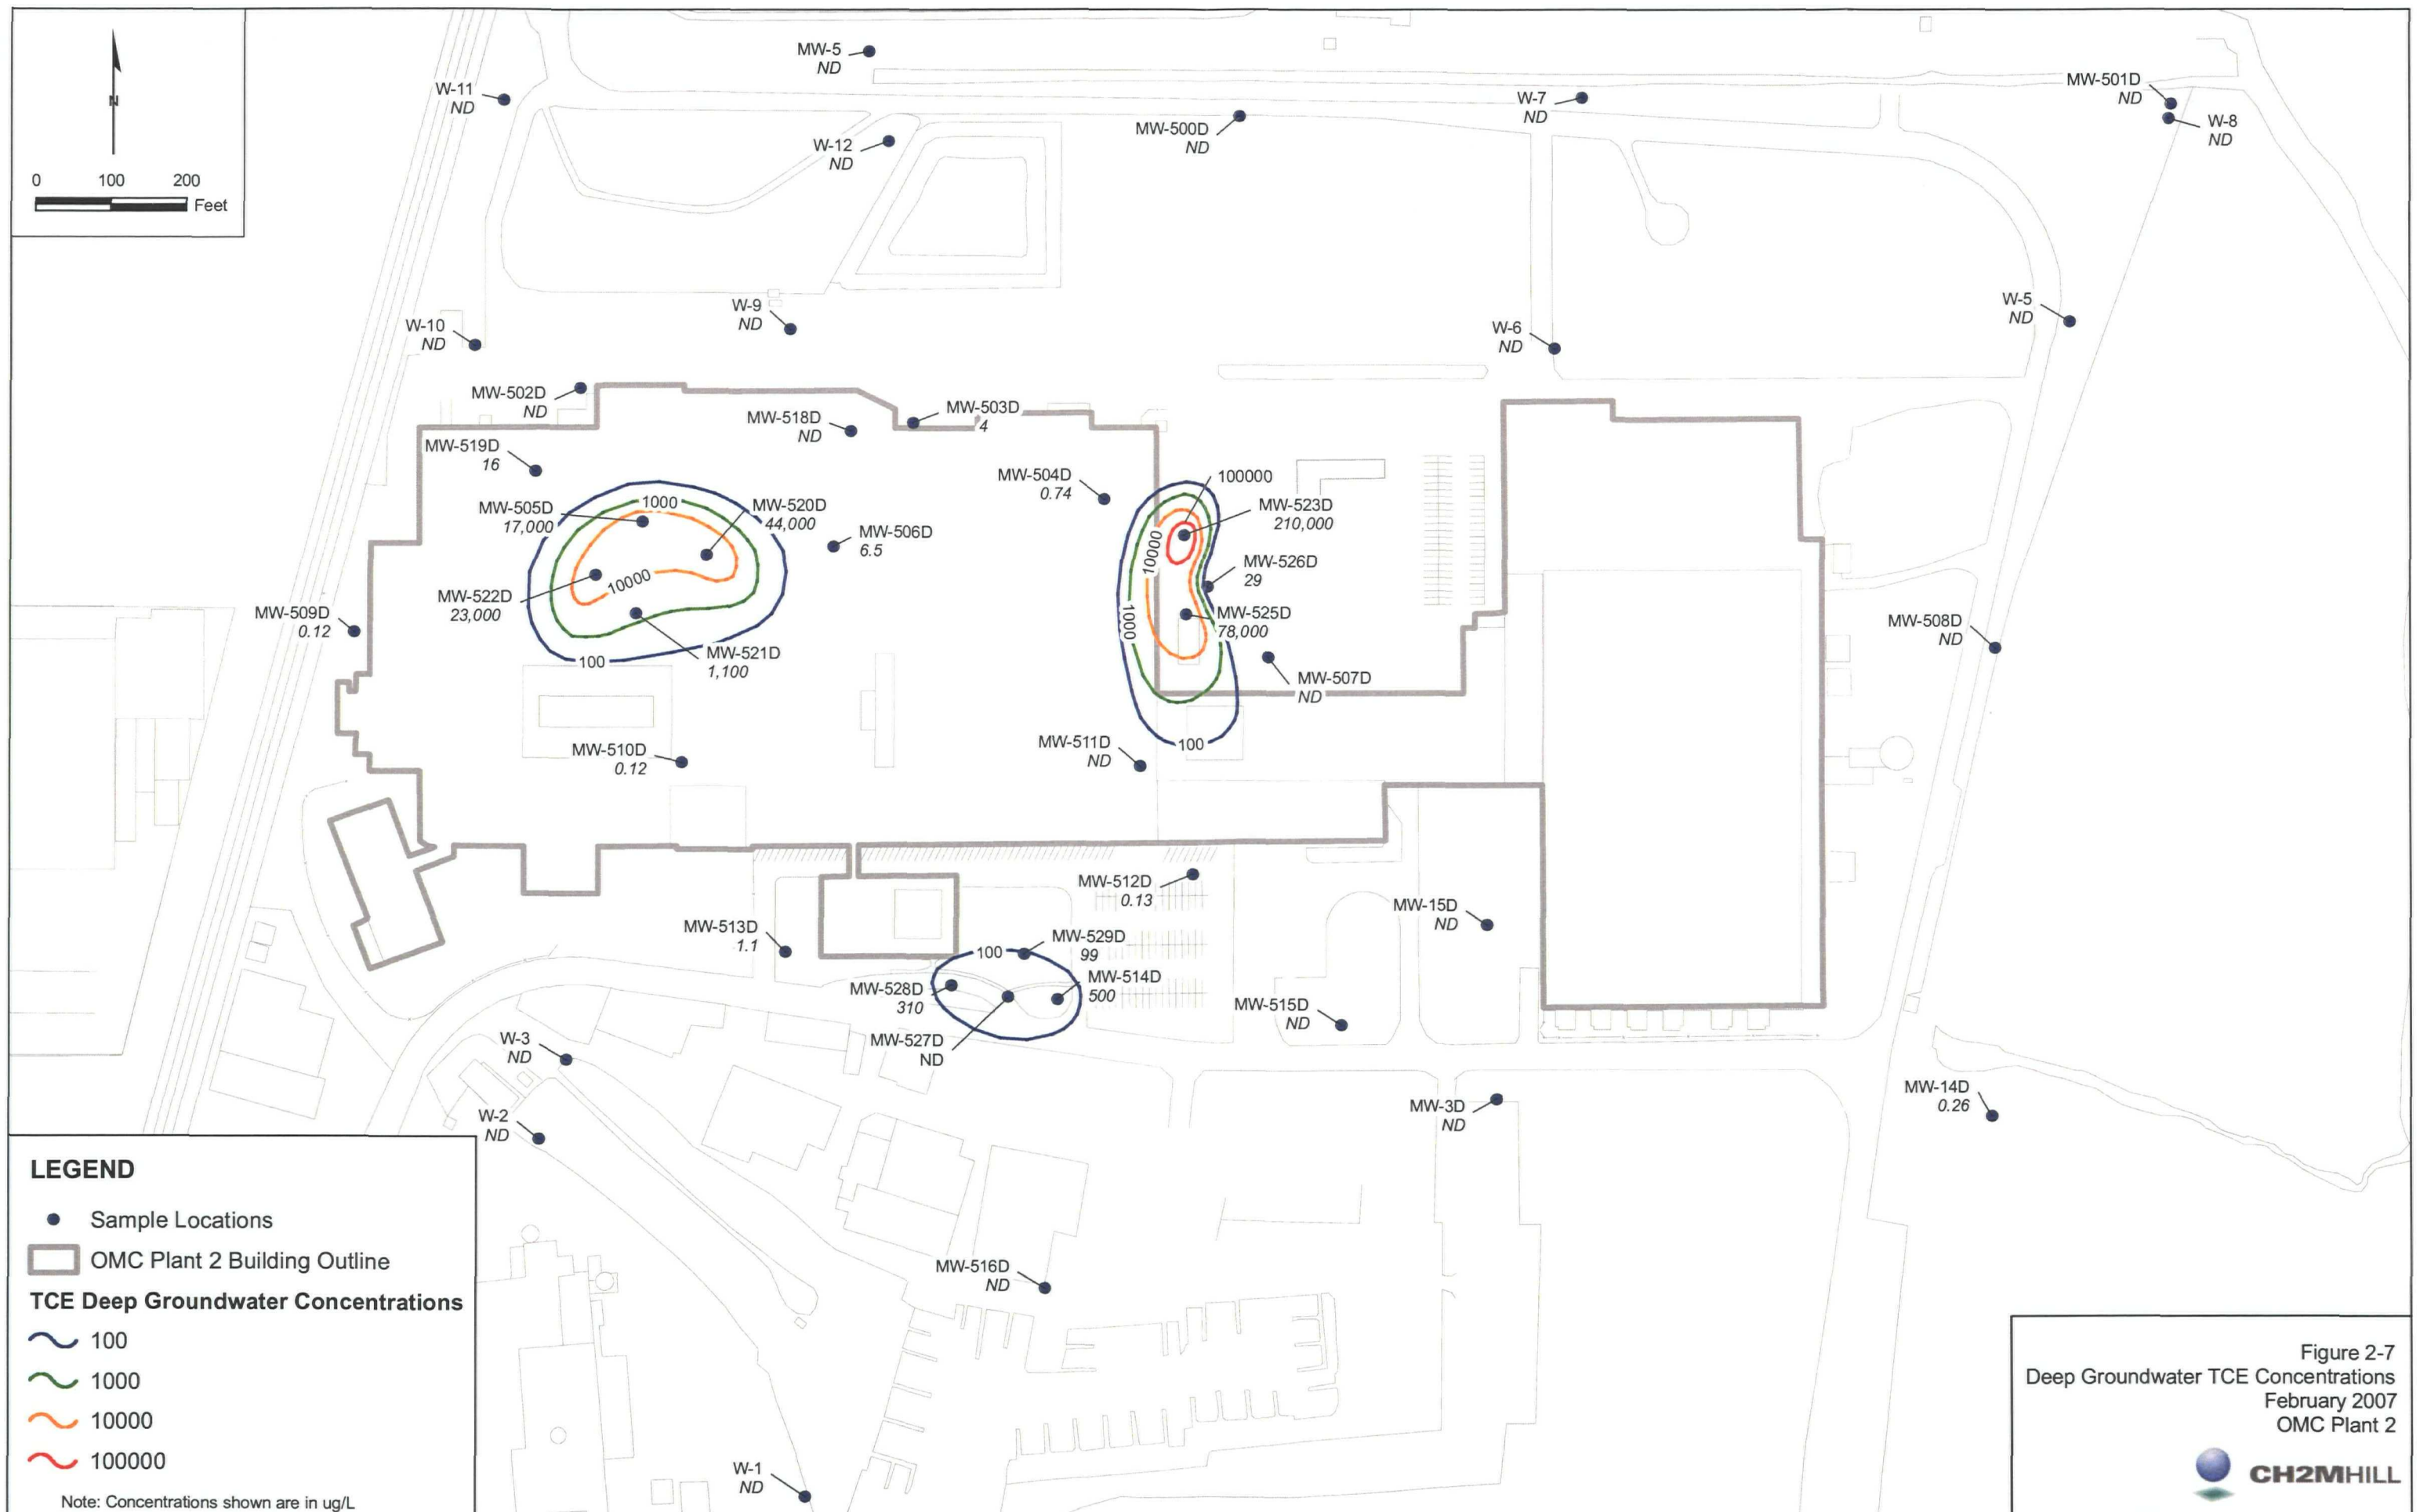 N
0 100 200
Feet
MW-5
ND
W-11
ND
W-12
ND
MW-500D
ND
W-7
ND
MW-501D
ND
W-8
ND
W-9
ND
W-10
ND
W-6
ND
W-5
ND
MW-502D
ND
MW-518D
ND
MW-503D
4
MW-519D
16
MW-504D
0.74
100000
MW-505D
17,000
1000
MW-520D
44,000
MW-523D
210,000
MW-506D
6.5
10000
MW-526D
29
MW-522D
23,000
10000
MW-509D
0.12
1000
MW-525D
78,000
MW-508D
ND
MW-521D
1,100
100
MW-507D
ND
MW-510D
0.12
MW-511D
ND
100
MW-512D
0.13
MW-15D
ND
MW-513D
1.1
100
MW-529D
99
MW-528D
310
MW-514D
500
MW-515D
ND
MW-527D
ND
W-3
ND
W-2
ND
MW-3D
ND
MW-14D
0.26
MW-516D
ND
W-1
ND
LEGEND
Sample Locations
OMC Plant 2 Building Outline
TCE Deep Groundwater Concentrations
100
1000
10000
100000
Note: Concentrations shown are in ug/L
Figure 2-7
Deep Groundwater TCE Concentrations
February 2007
OMC Plant 2
CH2MHILL